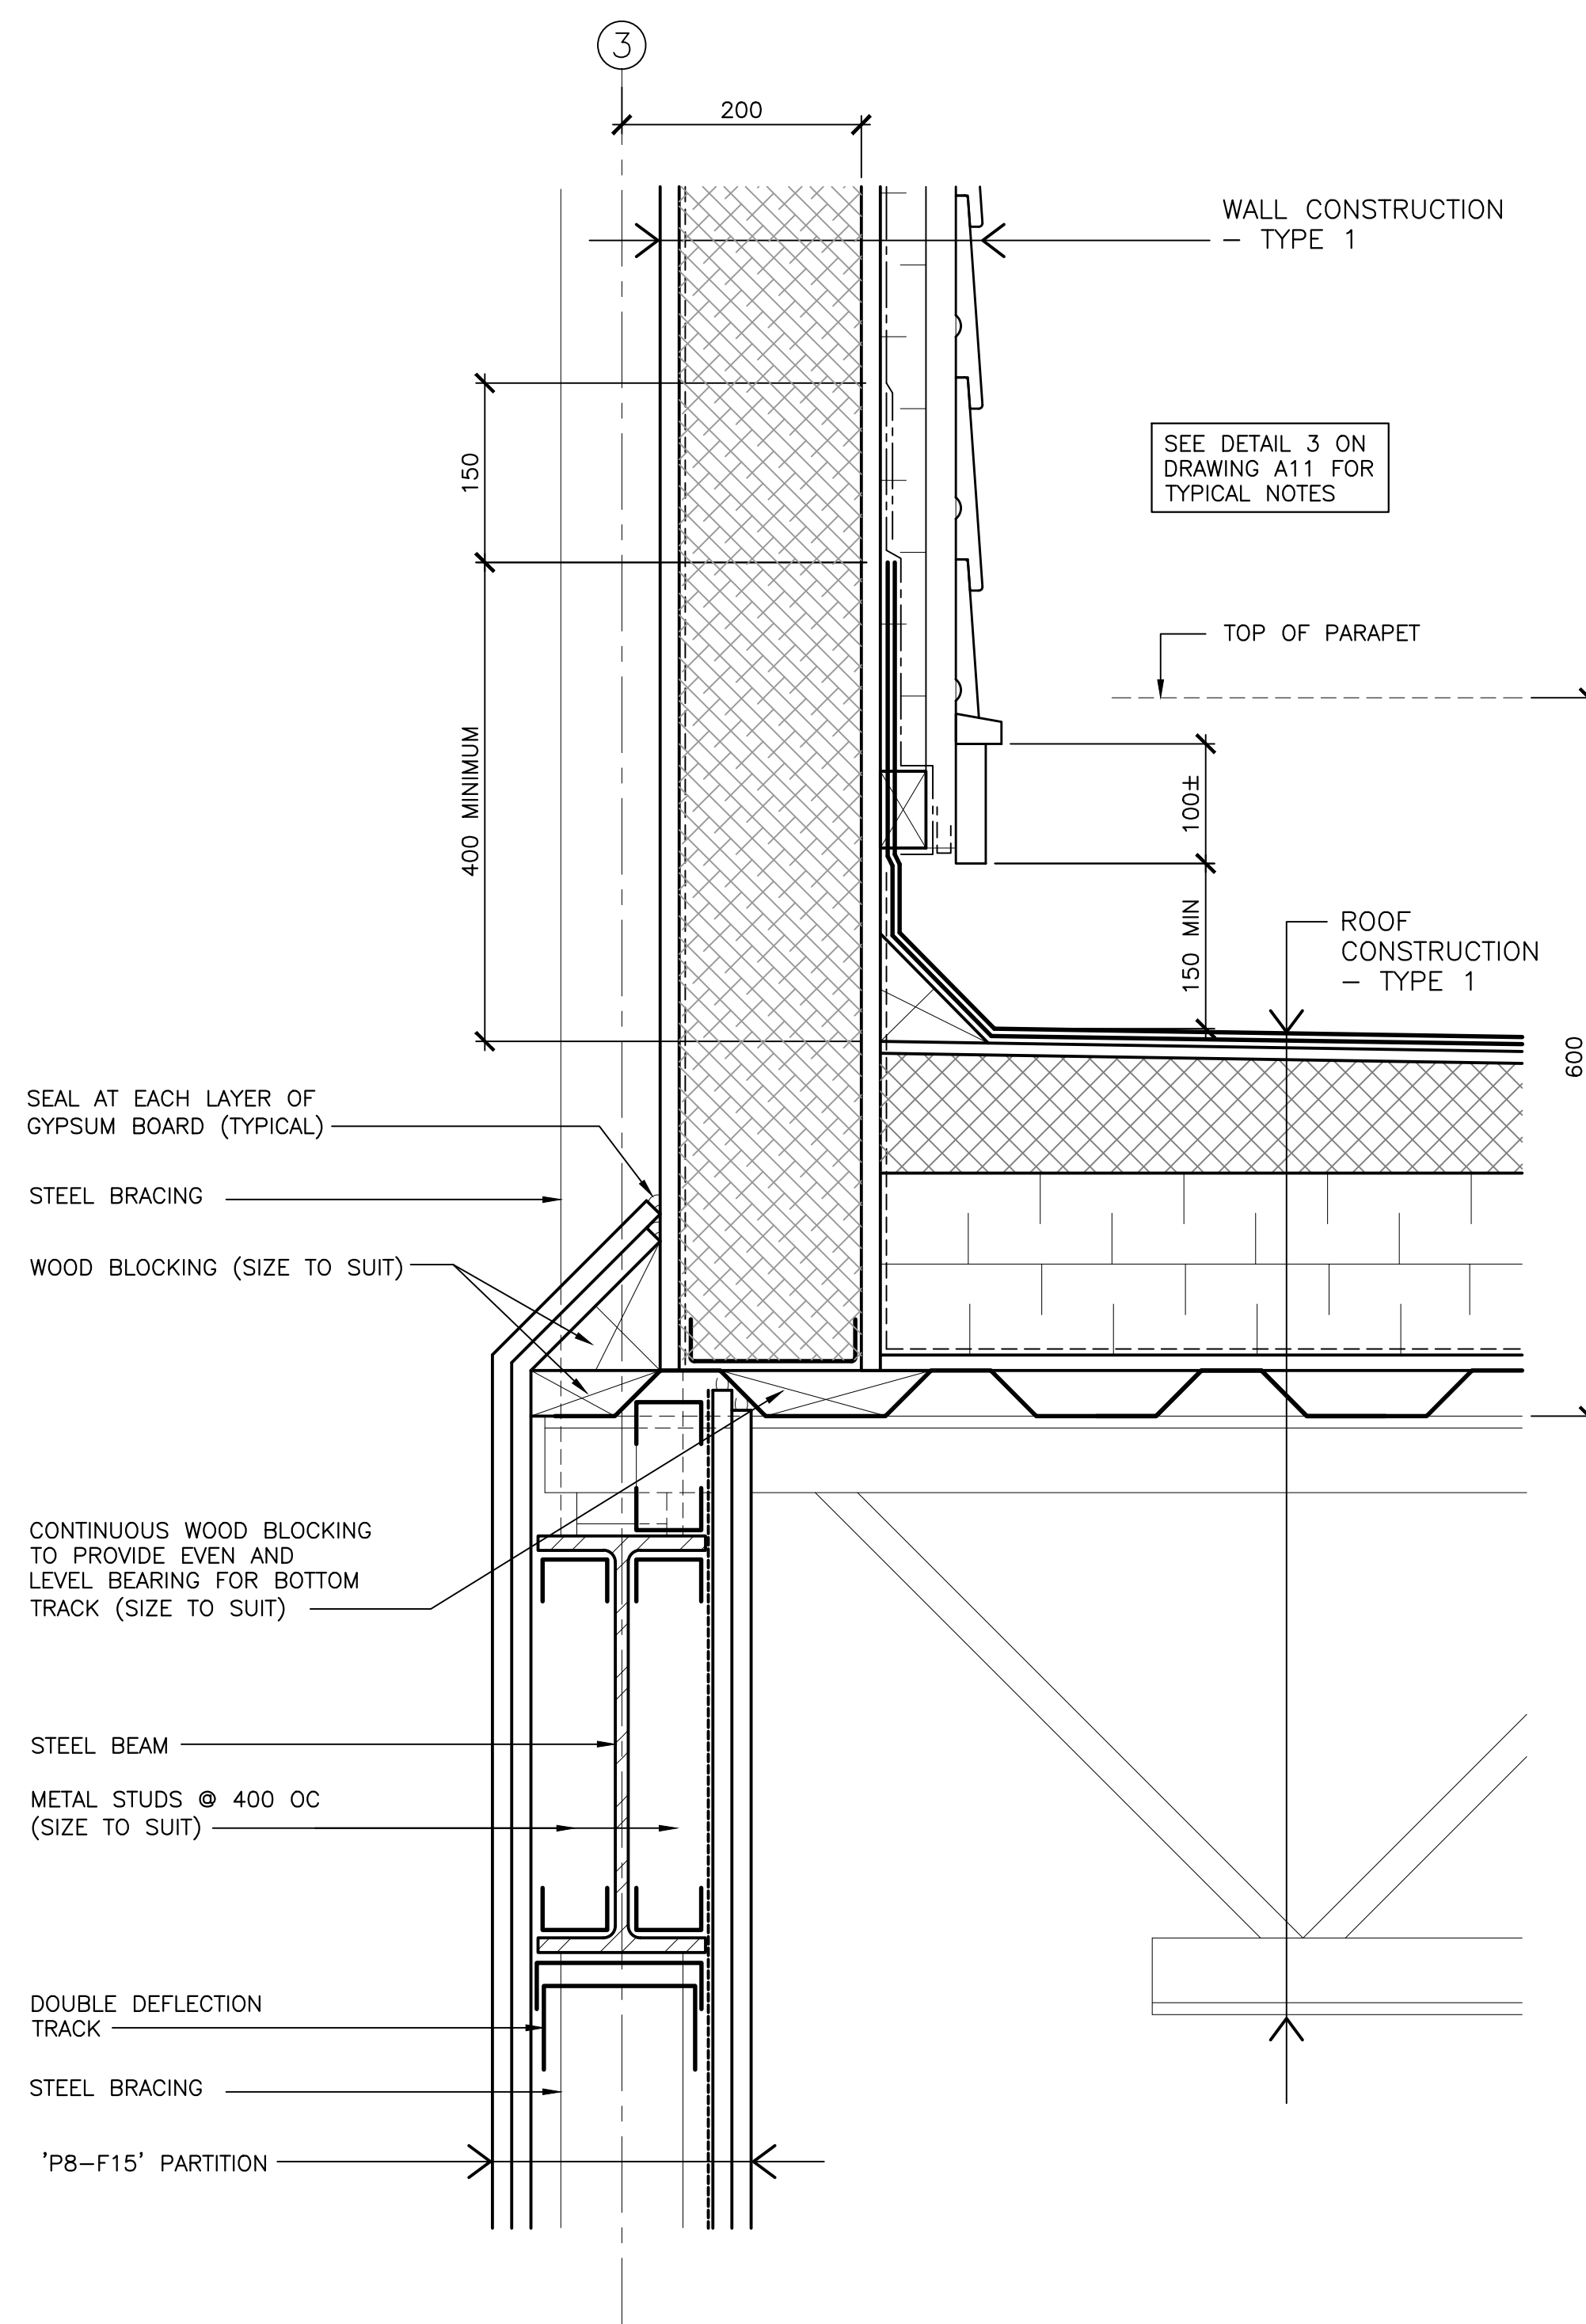 3
200
WALL CONSTRUCTION
- TYPE 1
SEE DETAIL 3 ON
DRAWING A11 FOR
TYPICAL NOTES
150
TOP OF PARAPET
400 MINIMUM
100±
150 MIN
ROOF
CONSTRUCTION
- TYPE 1
600
SEAL AT EACH LAYER OF
GYPSUM BOARD (TYPICAL)
STEEL BRACING
WOOD BLOCKING (SIZE TO SUIT)
CONTINUOUS WOOD BLOCKING
TO PROVIDE EVEN AND
LEVEL BEARING FOR BOTTOM
TRACK (SIZE TO SUIT)
STEEL BEAM
METAL STUDS @ 400 OC
(SIZE TO SUIT)
DOUBLE DEFLECTION
TRACK
STEEL BRACING
'P8-F15' PARTITION